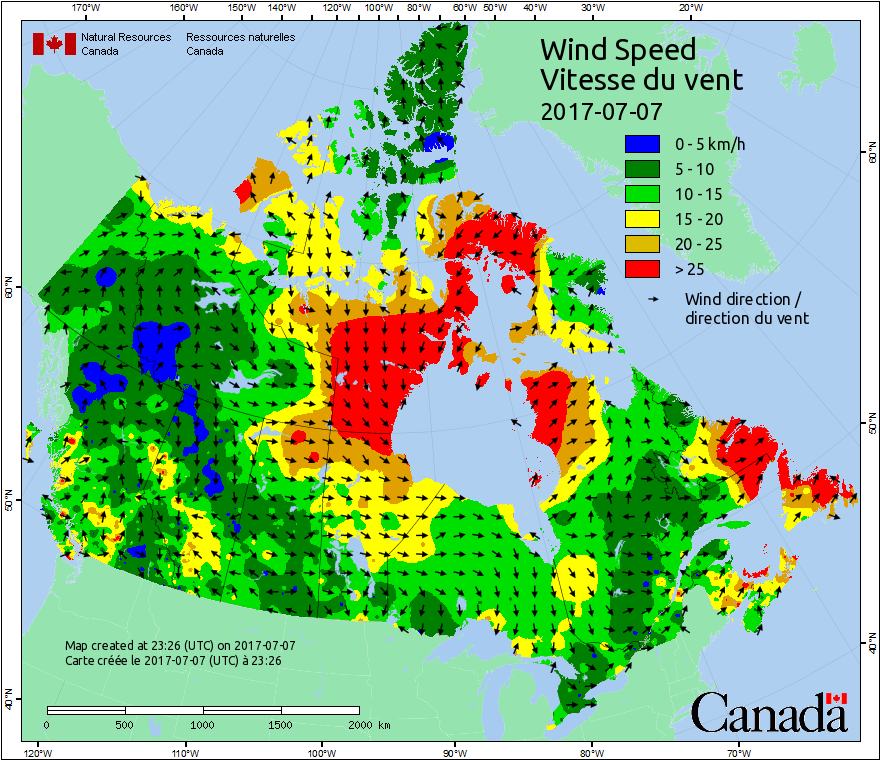 170°W 160°W 150°W 140°W 120°W 100°W 80°W 60°W 50°W 40°W 30°W 20°W
Natural Resources Ressources naturelles
Canada Canada
Wind Speed
Vitesse du vent
2017-07-07
0 - 5 km/h
5 - 10
10 - 15
15 - 20
20 - 25
> 25
Wind direction /
direction du vent
60°N
60°N
50°N
50°N
40°N
40°N
Map created at 23:26 (UTC) on 2017-07-07
Carte créée le 2017-07-07 (UTC) à 23:26
0 500 1000 1500 2000 km
Canada
120°W 110°W 100°W 90°W 80°W 70°W